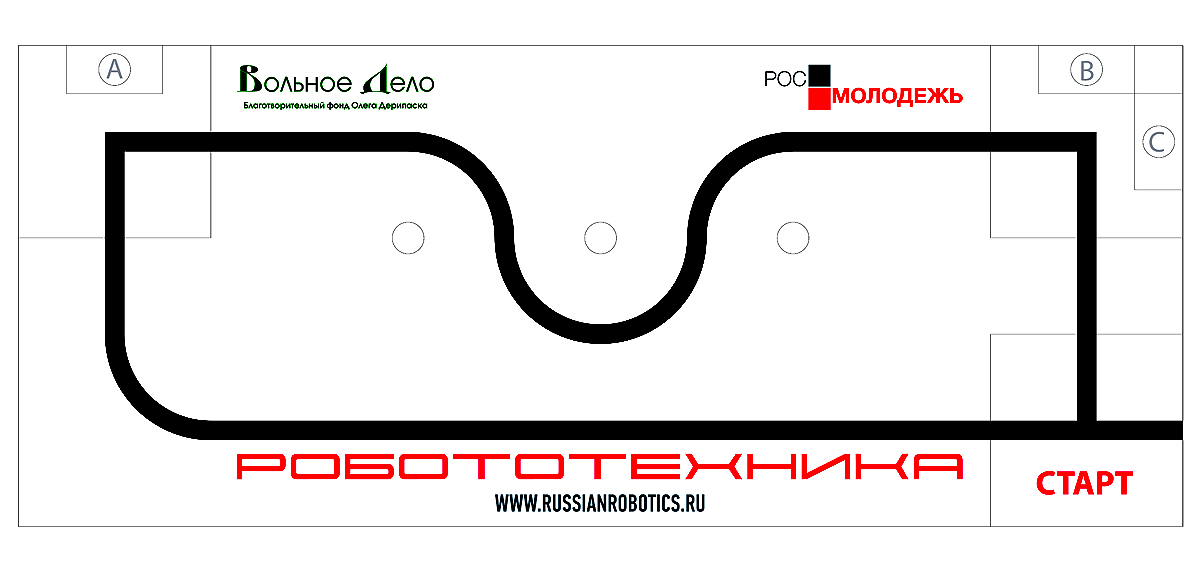 A
Вольное Дело
Благотворительный фонд Олега Дерипаска
РОС
МОЛОДЕЖЬ
B
C
РОБОТОТЕХНИКА
WWW.RUSSIANROBOTICS.RU
СТАРТ